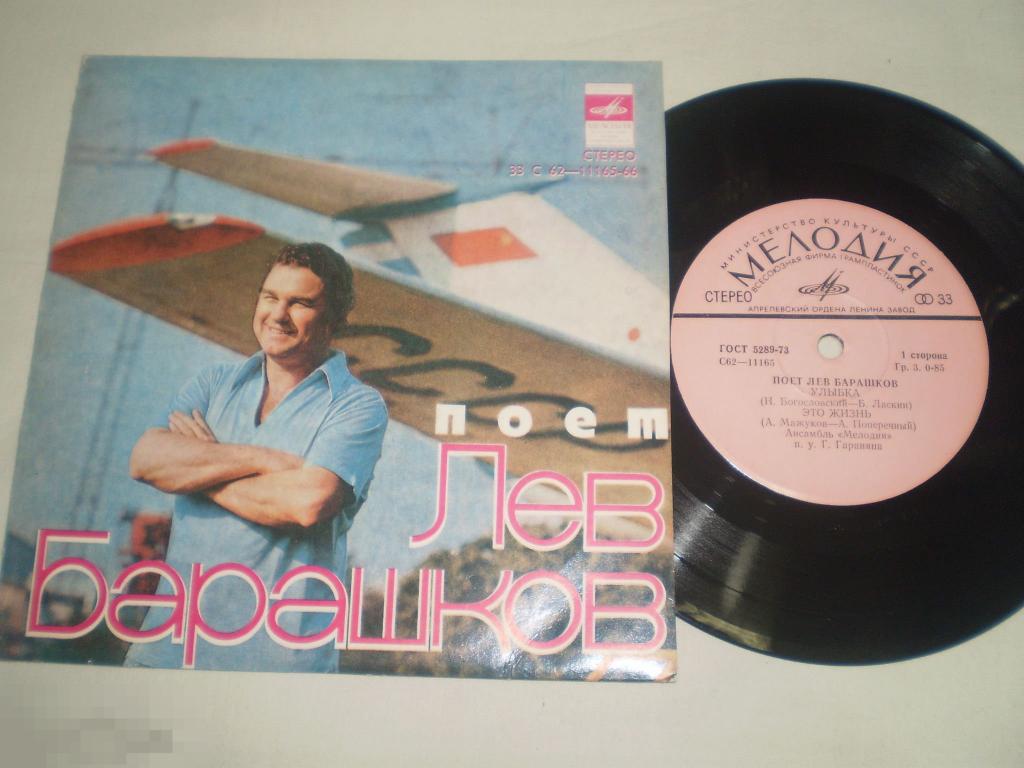 СТЕРЕО
33 С 62—11165-66
СССР
поет
Лев
Барашков
МИНИСТЕРСТВО КУЛЬТУРЫ СССР
МЕЛОДИЯ
ВСЕСОЮЗНАЯ ФИРМА ГРАМПЛАСТИНОК
СТЕРЕО
33
АПРЕЛЕВСКИЙ ОРДЕНА ЛЕНИНА ЗАВОД
ГОСТ 5289-73
С62—11165
1 сторона
Гр. 3. 0-85
ПОЕТ ЛЕВ БАРАШКОВ
УЛЫБКА
(Н. Богословский—Б. Ласкин)
ЭТО ЖИЗНЬ
(А. Мажуков—А. Поперечный)
Ансамбль «Мелодия»
п. у. Г. Гараняна